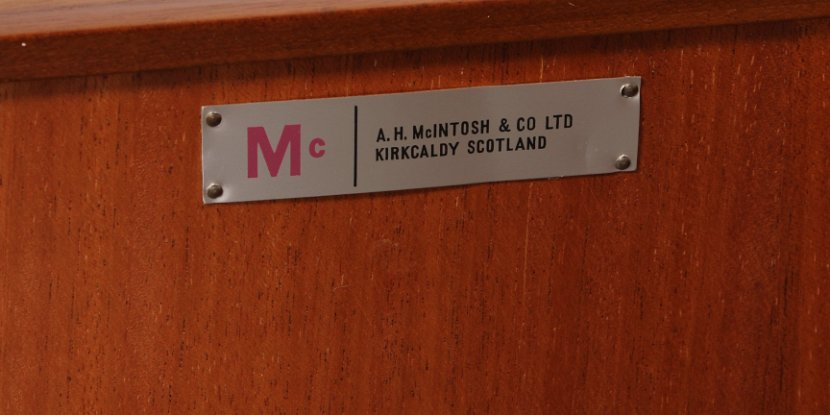 Mc
A.H. McINTOSH & CO LTD
KIRKCALDY SCOTLAND